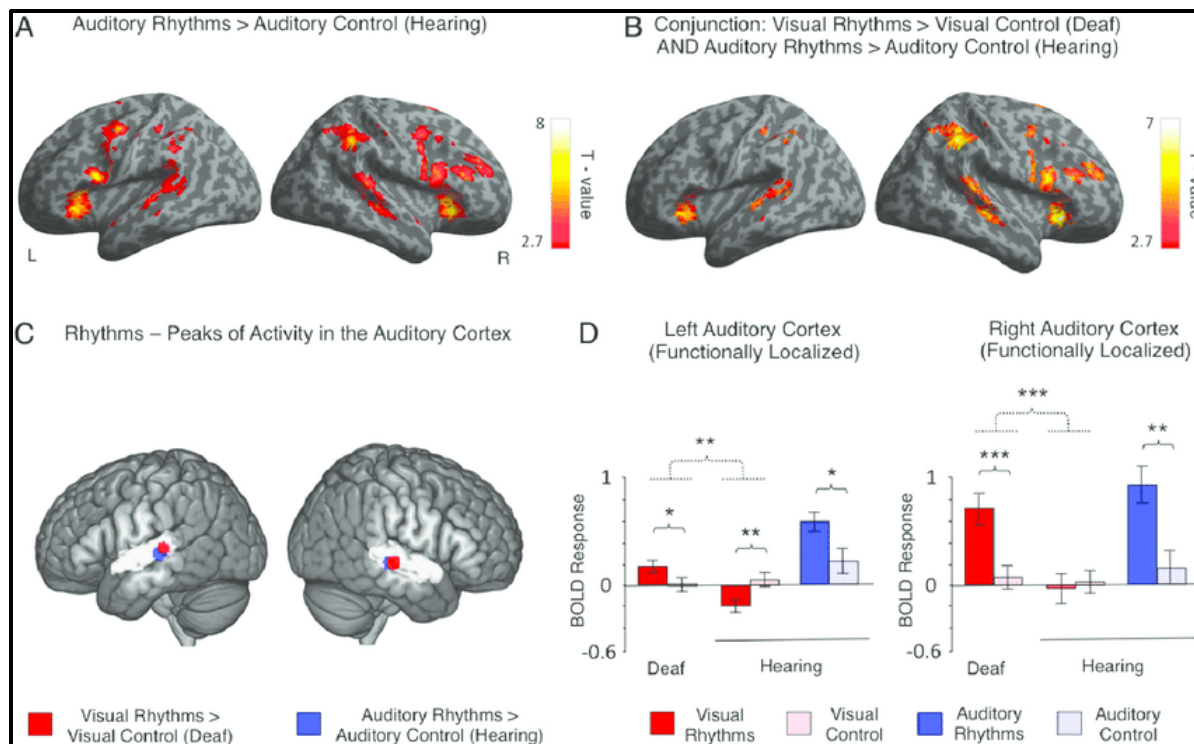 A
Auditory Rhythms > Auditory Control (Hearing)
B
Conjunction: Visual Rhythms > Visual Control (Deaf)
AND Auditory Rhythms > Auditory Control (Hearing)
8
T - value
2.7
L
R
7
2.7
C
Rhythms – Peaks of Activity in the Auditory Cortex
Visual Rhythms >
Visual Control (Deaf)
Auditory Rhythms >
Auditory Control (Hearing)
D
Left Auditory Cortex
(Functionally Localized)
**
*
**
*
1
0
-0.6
BOLD Response
Deaf
Hearing
Right Auditory Cortex
(Functionally Localized)
***
***
**
1
0
-0.6
BOLD Response
Deaf
Hearing
Visual
Rhythms
Visual
Control
Auditory
Rhythms
Auditory
Control